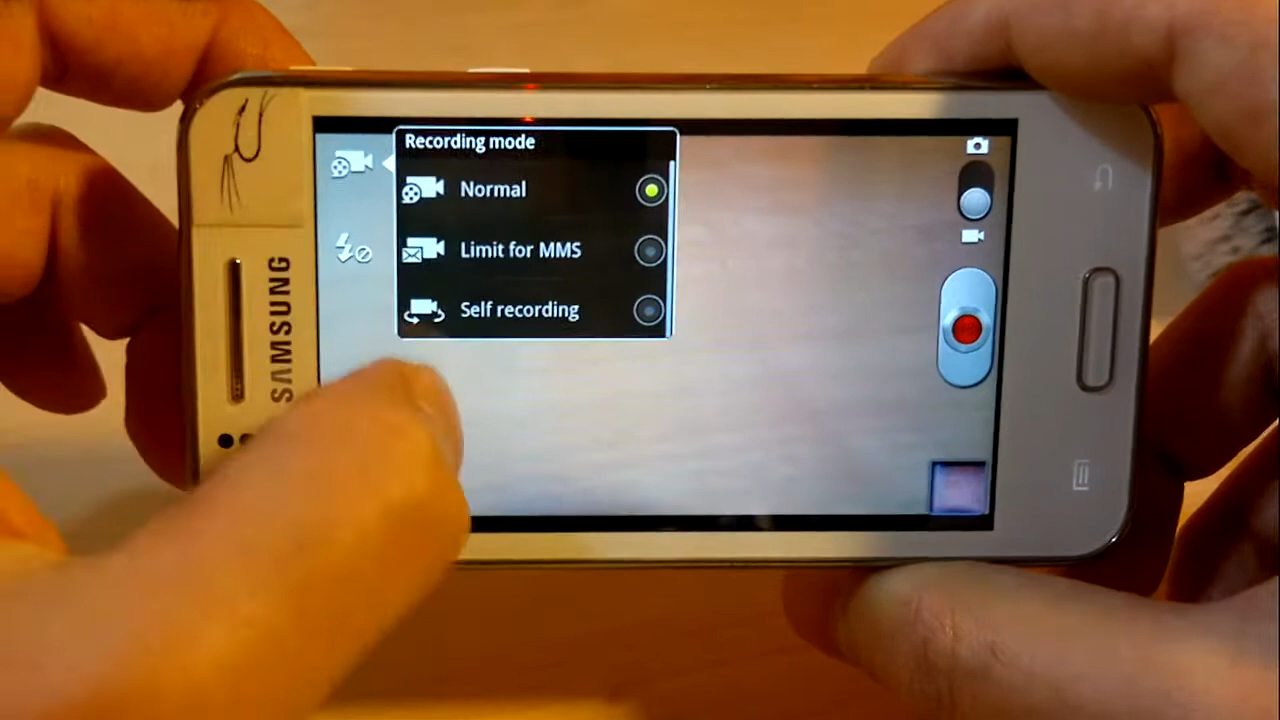 Recording mode
Normal
Limit for MMS
Self recording
SAMSUNG